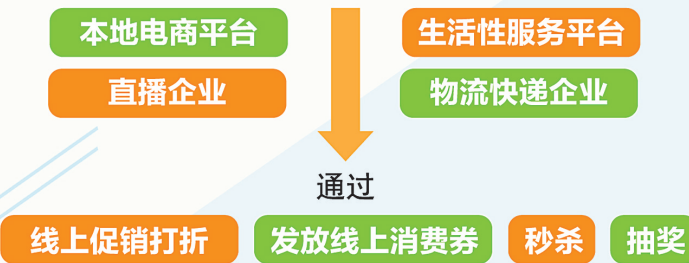 本地电商平台 生活性服务平台
直播企业 物流快递企业
通过
线上促销打折 发放线上消费券 秒杀 抽奖